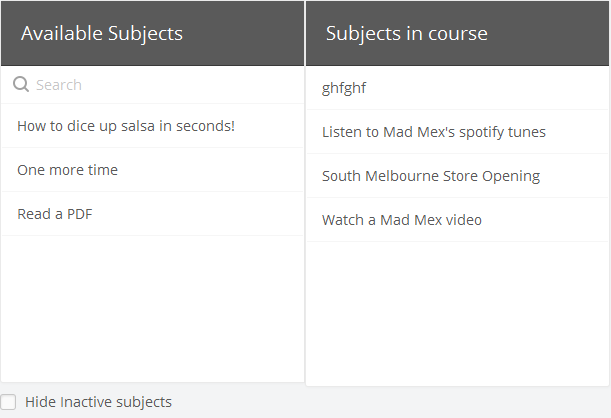 Available Subjects
Search
How to dice up salsa in seconds!
One more time
Read a PDF
Subjects in course
ghfghf
Listen to Mad Mex's spotify tunes
South Melbourne Store Opening
Watch a Mad Mex video
Hide Inactive subjects